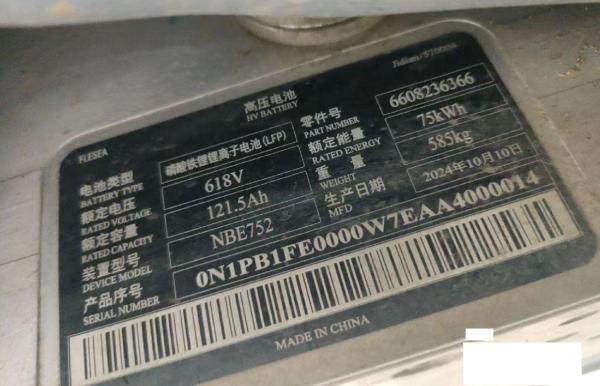 Jidian/570004
高压电池
HV BATTERY
FLESEA
电池类型 磷酸铁锂锂离子电池(LFP) 零件号 6608236366
BATTERY TYPE PART NUMBER
额定电压 618V 额定能量 75kWh
RATED VOLTAGE RATED ENERGY
额定容量 121.5Ah 重量 585kg
RATED CAPACITY WEIGHT
装置型号 NBE752 生产日期 2024年10月10日
DEVICE MODEL MFD
产品序号 0N1PB1FE0000W7EAA4000014
SERIAL NUMBER
MADE IN CHINA